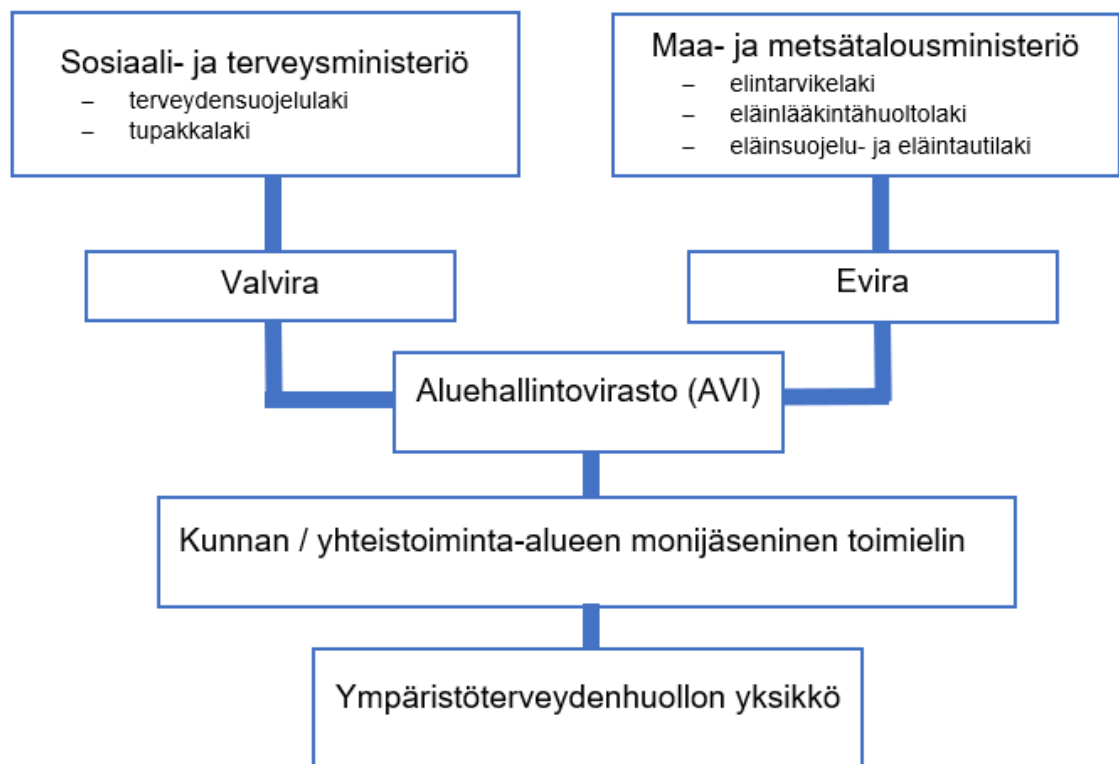 Sosiaali- ja terveysministeriö
– terveydensuojelulaki
– tupakkalaki
Maa- ja metsätalousministeriö
– elintarvikelaki
– eläinlääkintähuoltolaki
– eläinsuojelu- ja eläintautilaki
Valvira
Evira
Aluehallintovirasto (AVI)
Kunnan / yhteistoiminta-alueen monijäseninen toimielin
Ympäristöterveydenhuollon yksikkö